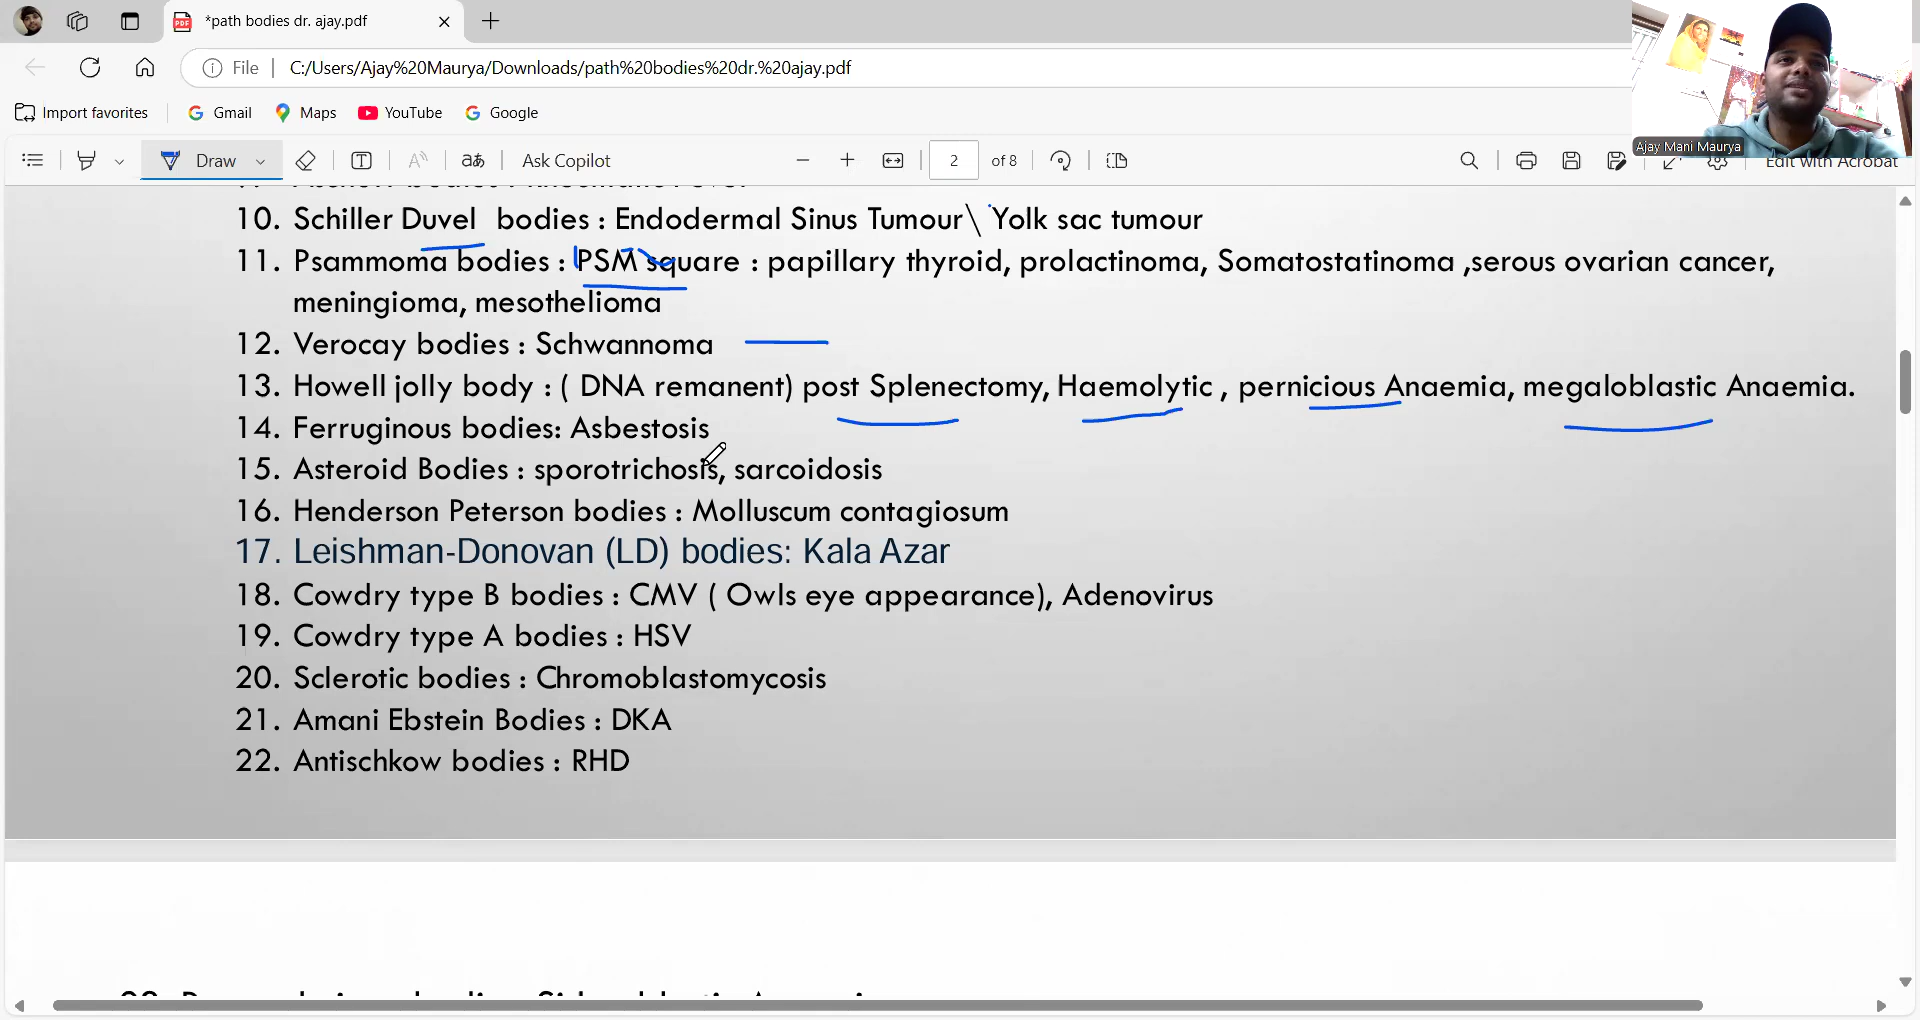 *path bodies dr. ajay.pdf
File
C:/Users/Ajay%20Maurya/Downloads/path%20bodies%20dr.%20ajay.pdf
Import favorites
Gmail
Maps
YouTube
Google
Draw
aあ
Ask Copilot
2
of 8
Edit with Acrobat
Ajay Mani Maurya
10. Schiller Duvel bodies : Endodermal Sinus Tumour\ Yolk sac tumour
11. Psammoma bodies : PSM square : papillary thyroid, prolactinoma, Somatostatinoma ,serous ovarian cancer,
meningioma, mesothelioma
12. Verocay bodies : Schwannoma
13. Howell jolly body : ( DNA remanent) post Splenectomy, Haemolytic , pernicious Anaemia, megaloblastic Anaemia.
14. Ferruginous bodies: Asbestosis
15. Asteroid Bodies : sporotrichosis, sarcoidosis
16. Henderson Peterson bodies : Molluscum contagiosum
17. Leishman-Donovan (LD) bodies: Kala Azar
18. Cowdry type B bodies : CMV ( Owls eye appearance), Adenovirus
19. Cowdry type A bodies : HSV
20. Sclerotic bodies : Chromoblastomycosis
21. Amani Ebstein Bodies : DKA
22. Antischkow bodies : RHD